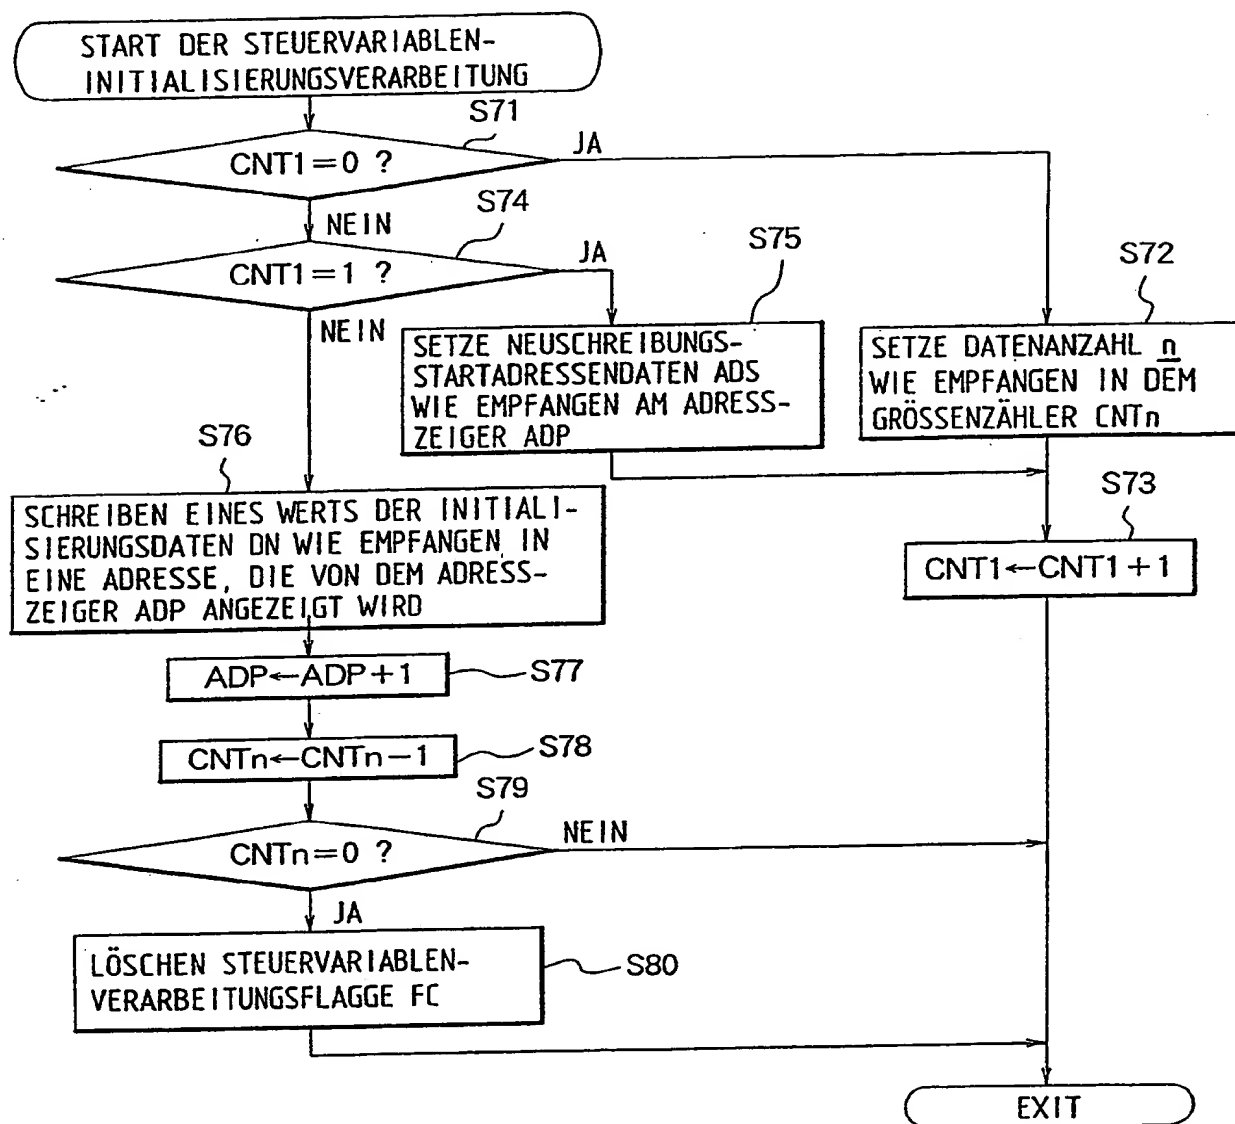 START DER STEUERVARIABLEN-
INITIALISIERUNGSVERARBEITUNG
S71
CNT1=0 ?
JA
NEIN
S74
CNT1=1 ?
JA
NEIN
S75
SETZE NEUSCHREIBUNGS-
STARTADRESSENDATEN ADS
WIE EMPFANGEN AM ADRESS-
ZEIGER ADP
S72
SETZE DATENANZAHL n
WIE EMPFANGEN IN DEM
GRÖSSENZÄHLER CNTn
S73
CNT1←CNT1+1
S76
SCHREIBEN EINES WERTS DER INITIALI-
SIERUNGSDATEN DN WIE EMPFANGEN IN
EINE ADRESSE, DIE VON DEM ADRESS-
ZEIGER ADP ANGEZEIGT WIRD
ADP←ADP+1
S77
CNTn←CNTn-1
S78
S79
CNTn=0 ?
NEIN
JA
LÖSCHEN STEUERVARIABLEN-
VERARBEITUNGSFLAGGE FC
S80
EXIT